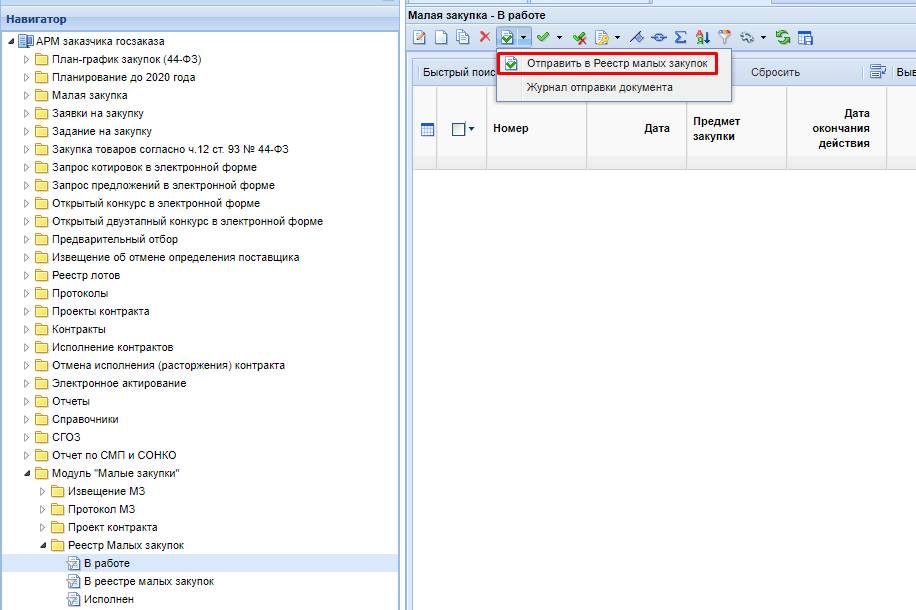 Навигатор
АРМ заказчика госзаказа
План-график закупок (44-ФЗ)
Планирование до 2020 года
Малая закупка
Заявки на закупку
Задание на закупку
Закупка товаров согласно ч.12 ст. 93 № 44-ФЗ
Запрос котировок в электронной форме
Запрос предложений в электронной форме
Открытый конкурс в электронной форме
Открытый двухэтапный конкурс в электронной форме
Предварительный отбор
Извещение об отмене определения поставщика
Реестр лотов
Протоколы
Проекты контракта
Контракты
Исполнение контрактов
Отмена исполнения (расторжения) контракта
Электронное актирование
Отчеты
Справочники
СГОЗ
Отчет по СМП и СОНКО
Модуль "Малые закупки"
Извещение МЗ
Протокол МЗ
Проект контракта
Реестр Малых закупок
В работе
В реестре малых закупок
Исполнен
Малая закупка - В работе
Отправить в Реестр малых закупок
Журнал отправки документа
Быстрый поис
Сбросить
Выв
Номер
Дата
Предмет
закупки
Дата
окончания
действия